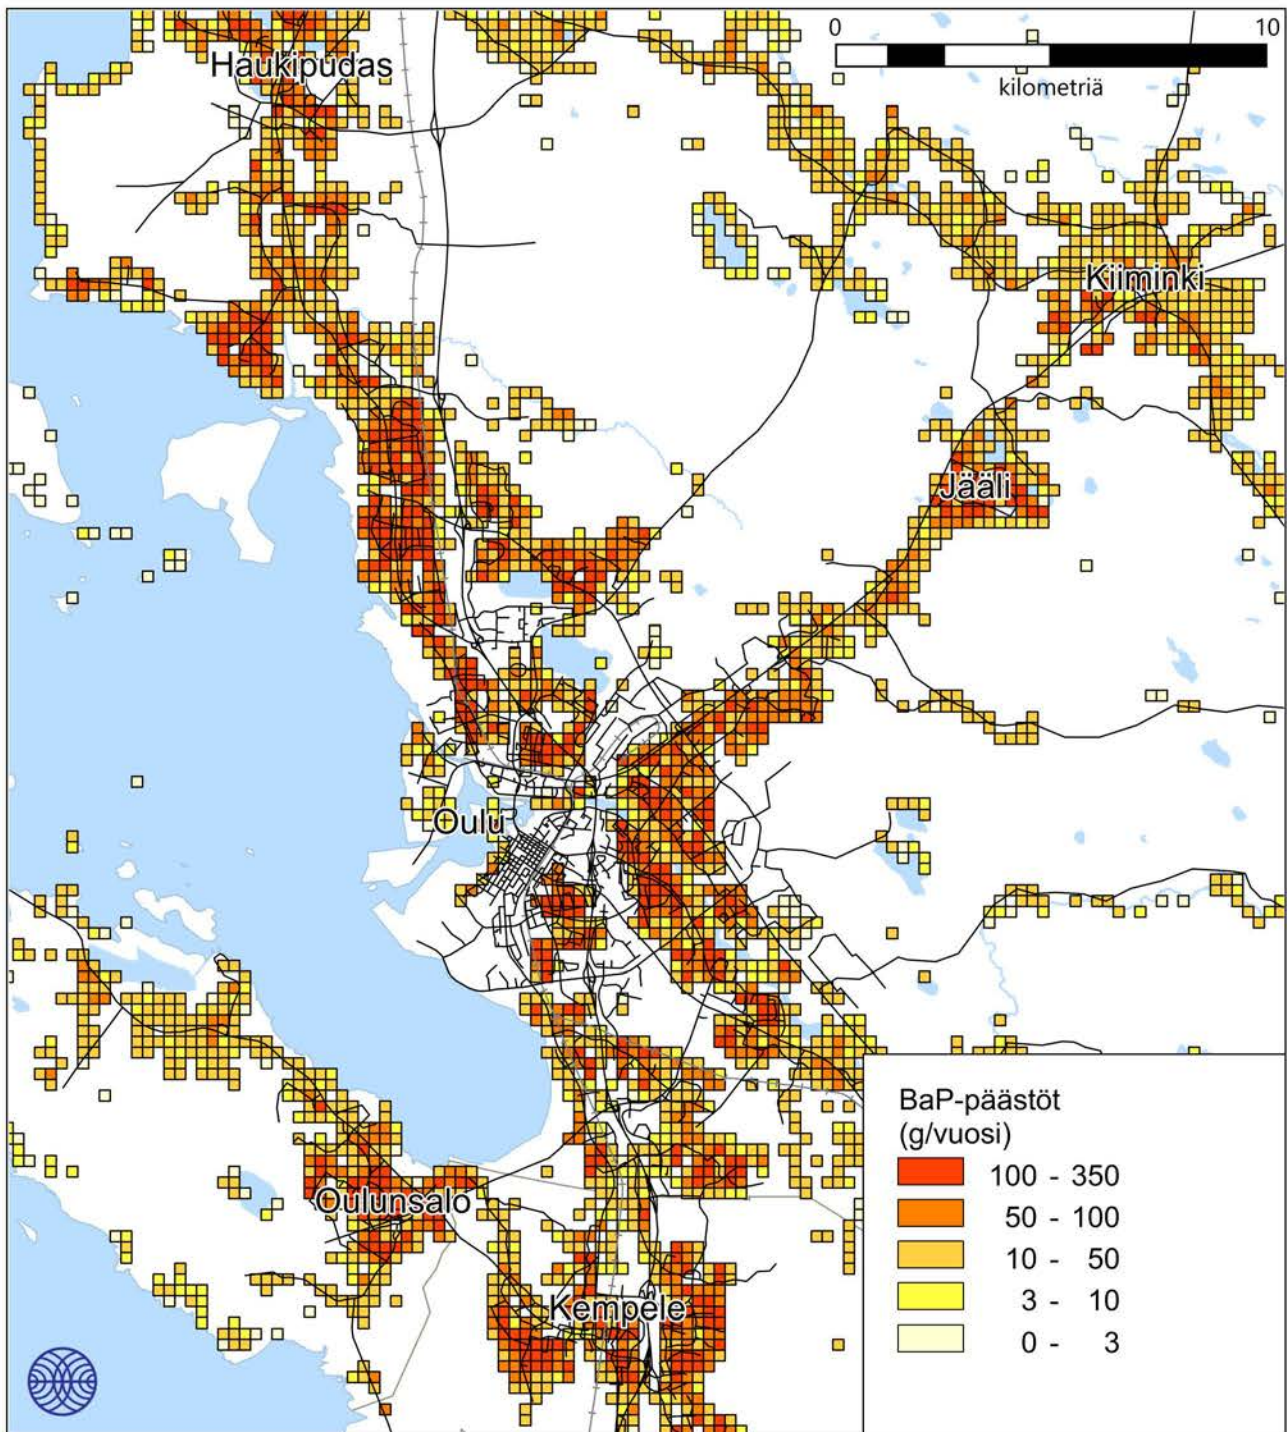 0 10
kilometriä
Haukipudas
Kiiminki
Jääli
Oulu
Oulunsalo
Kempele
BaP-päästöt
(g/vuosi)
100 - 350
50 - 100
10 - 50
3 - 10
0 - 3